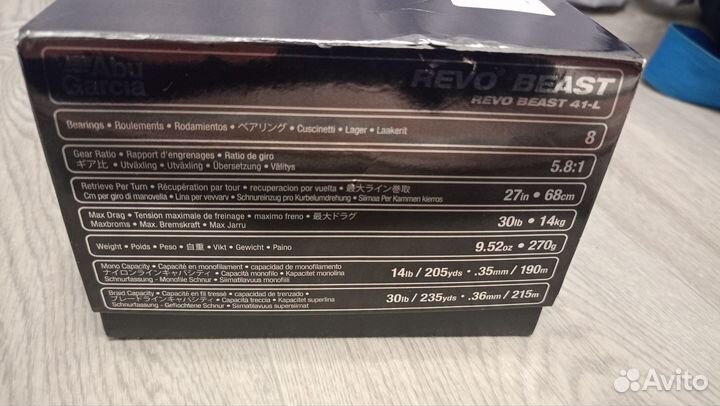 Abu
Garcia
REVO BEAST
REVO BEAST 41-L
Bearings • Roulements • Rodamientos • ベアリング • Cuscinetti • Lager • Laakerit
8
Gear Ratio • Rapport d'engrenages • Ratio de giro
ギア比 • Utväxling • Utväxling • Übersetzung • Välitys
5.8:1
Retrieve Per Turn • Récupération par tour • recuperacion por vuelta • 最大ライン巻取
Cm per giro di manovella • Lina per vevvarv • Schnureinzug pro Kurbelumdrehung • Siimaa Per Kammen kierros
27in • 68cm
Max Drag • Tension maximale de freinage • maximo freno • 最大ドラグ
Maxbroms • Max. Bremskraft • Max Jarru
30lb • 14kg
Weight • Poids • Peso • 自重 • Vikt • Gewicht • Paino
9.52oz • 270g
Mono Capacity • Capacité en monofilament • capacidad de monofilamento
ナイロンラインキャパシティ • Capacità monofilo • Kapacitet monolina
Schnurfassung - Monofile Schnur • Siimatilavuus monofiili
14lb / 205yds • .35mm / 190m
Braid Capacity • Capacité en fil tressé • capacidad de trenzado
ブレードラインキャパシティ • Capacità treccia • Kapacitet superlina
Schnurfassung - Geflochtene Schnur • Siimatilavuus supersiimat
30lb / 235yds • .36mm / 215m
Avito